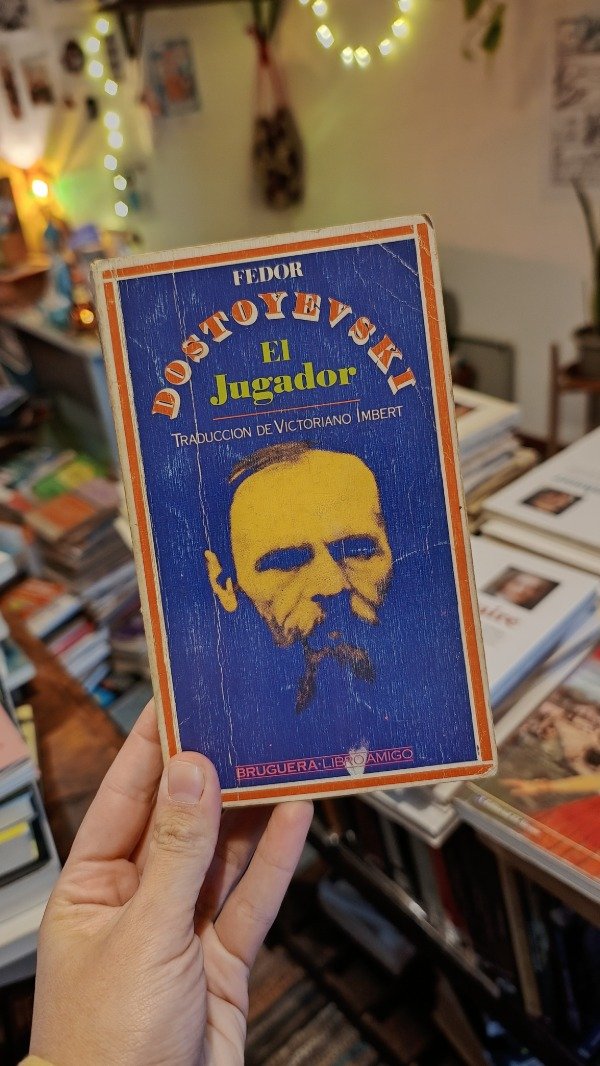 FEDOR
DOSTOYEVSKI
El
Jugador
TRADUCCION DE VICTORIANO IMBERT
BRUGUERA·LIBRO AMIGO